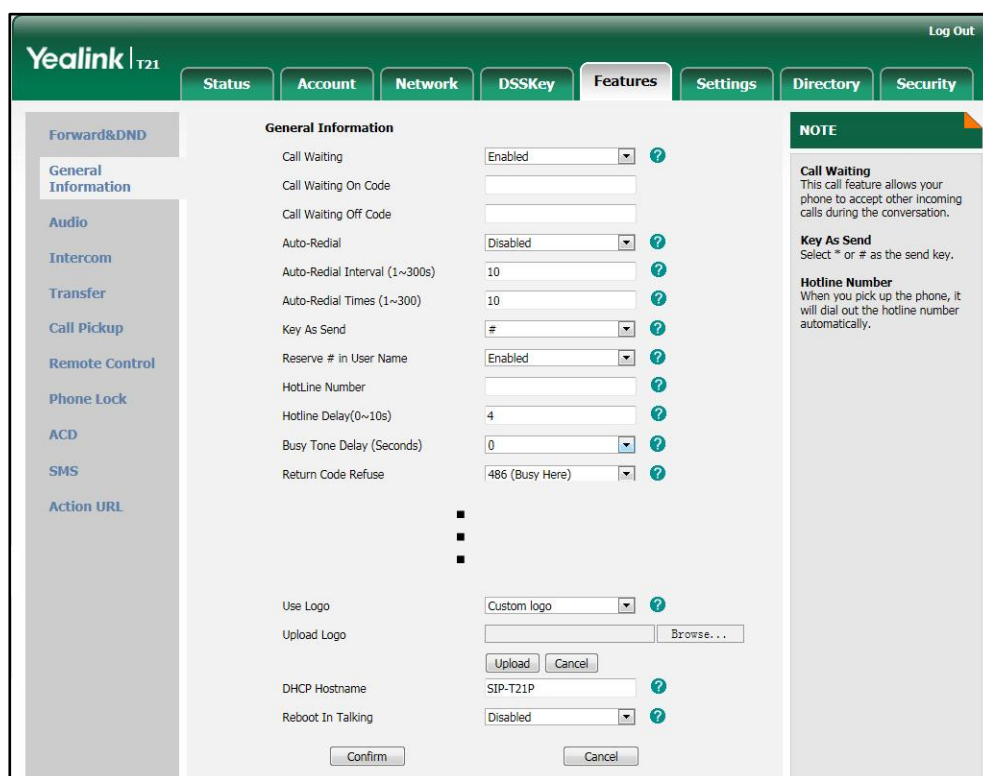 Log Out
Yealink | T21
Status Account Network DSSKey Features Settings Directory Security
Forward&DND
General
Information
Audio
Intercom
Transfer
Call Pickup
Remote Control
Phone Lock
ACD
SMS
Action URL
General Information
Call Waiting Enabled ?
Call Waiting On Code
Call Waiting Off Code
Auto-Redial Disabled ?
Auto-Redial Interval (1~300s) 10 ?
Auto-Redial Times (1~300) 10 ?
Key As Send # ?
Reserve # in User Name Enabled ?
HotLine Number ?
Hotline Delay(0~10s) 4 ?
Busy Tone Delay (Seconds) 0 ?
Return Code Refuse 486 (Busy Here) ?
Use Logo Custom logo ?
Upload Logo Browse...
Upload Cancel
DHCP Hostname SIP-T21P ?
Reboot In Talking Disabled ?
Confirm Cancel
NOTE
Call Waiting
This call feature allows your
phone to accept other incoming
calls during the conversation.
Key As Send
Select * or # as the send key.
Hotline Number
When you pick up the phone, it
will dial out the hotline number
automatically.